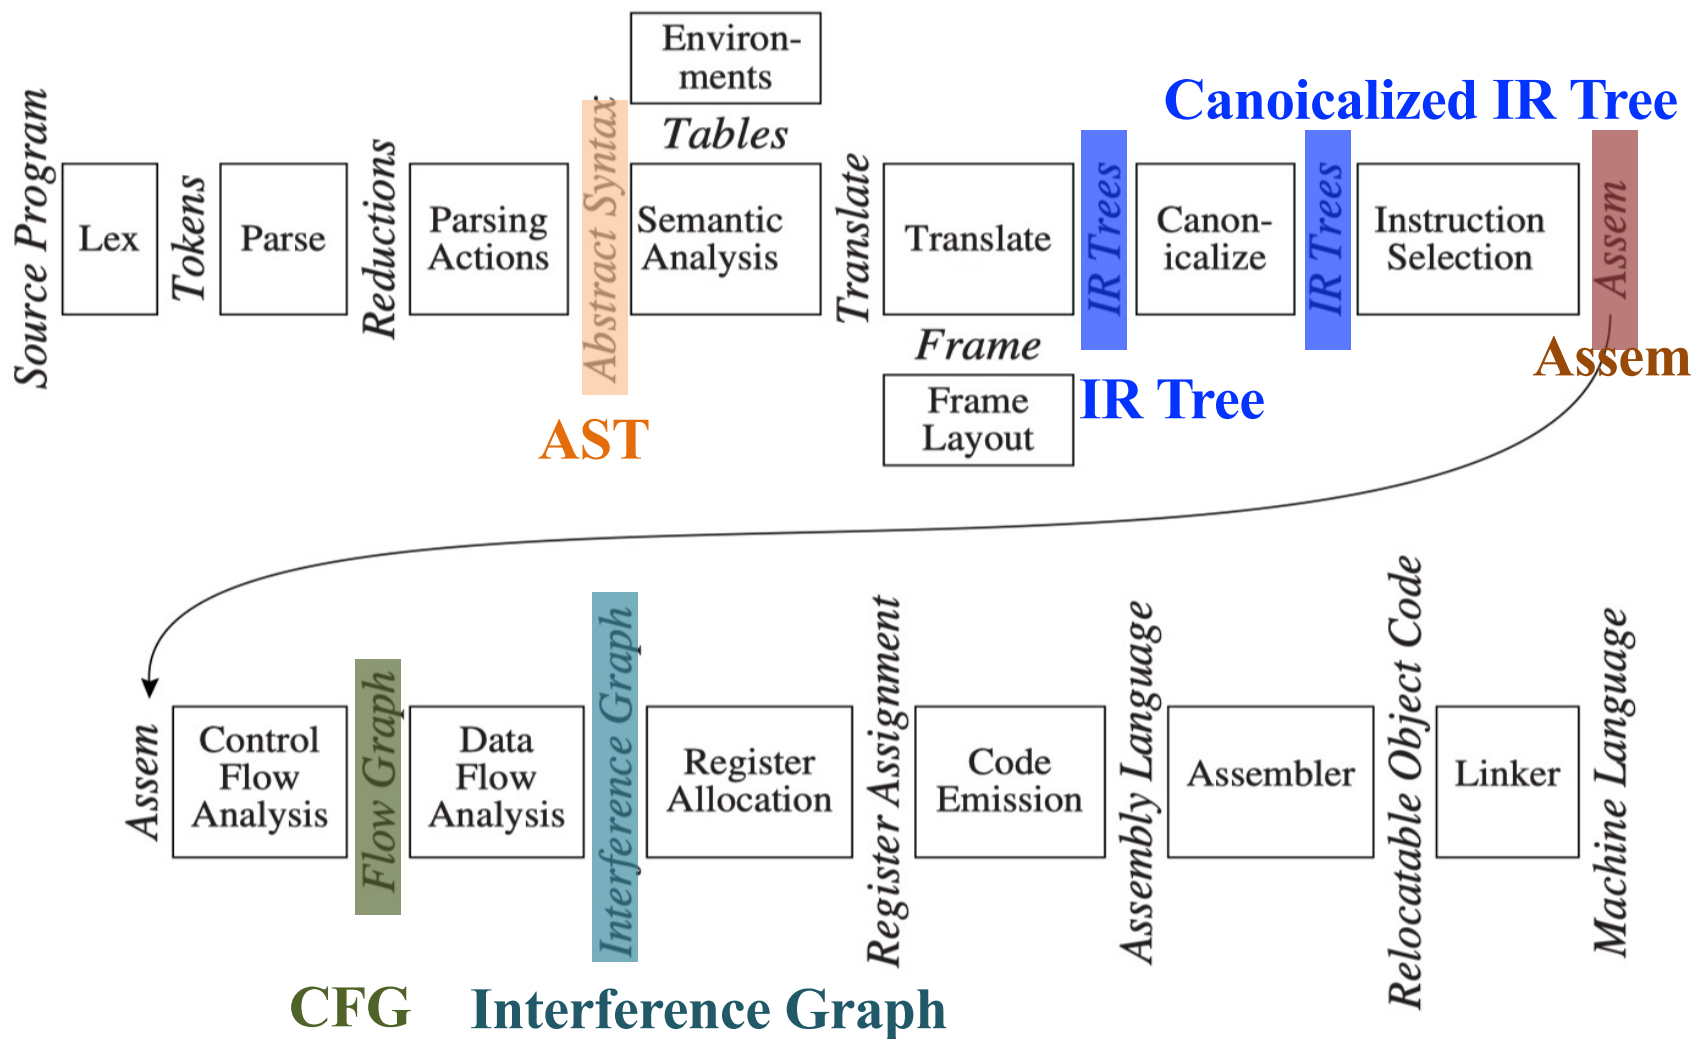 Environ-
ments
Tables
Canoicalized IR Tree
Source Program
Lex
Tokens
Parse
Reductions
Parsing
Actions
Abstract Syntax
Semantic
Analysis
Translate
Translate
IR Trees
Canon-
icalize
IR Trees
Instruction
Selection
Assem
Frame
Frame
Layout
AST
IR Tree
Assem
Assem
Control
Flow
Analysis
Flow Graph
Data
Flow
Analysis
Interference Graph
Register
Allocation
Register Assignment
Code
Emission
Assembly Language
Assembler
Relocatable Object Code
Linker
Machine Language
CFG
Interference Graph